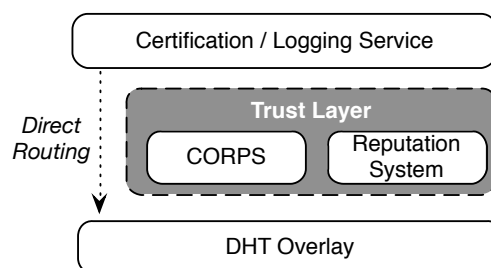 Certification / Logging Service
Trust Layer
Direct
Routing
CORPS
Reputation
System
DHT Overlay